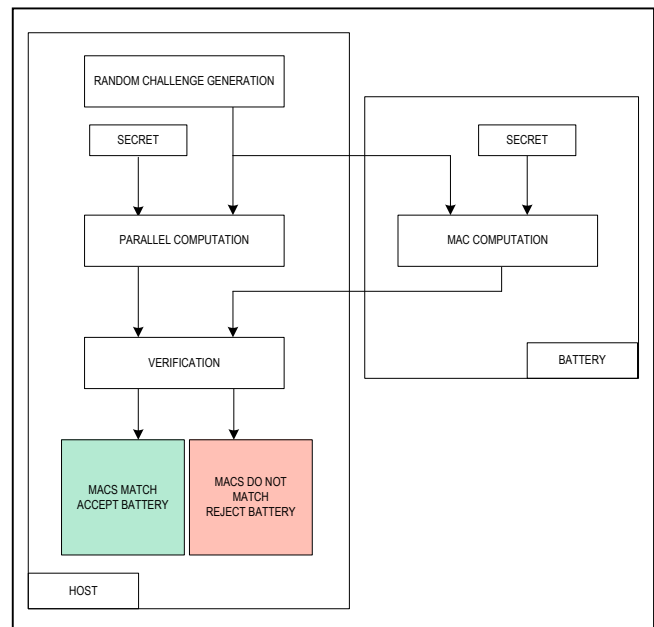 RANDOM CHALLENGE GENERATION
SECRET
SECRET
PARALLEL COMPUTATION
MAC COMPUTATION
VERIFICATION
BATTERY
MACS MATCH
ACCEPT BATTERY
MACS DO NOT
MATCH
REJECT BATTERY
HOST